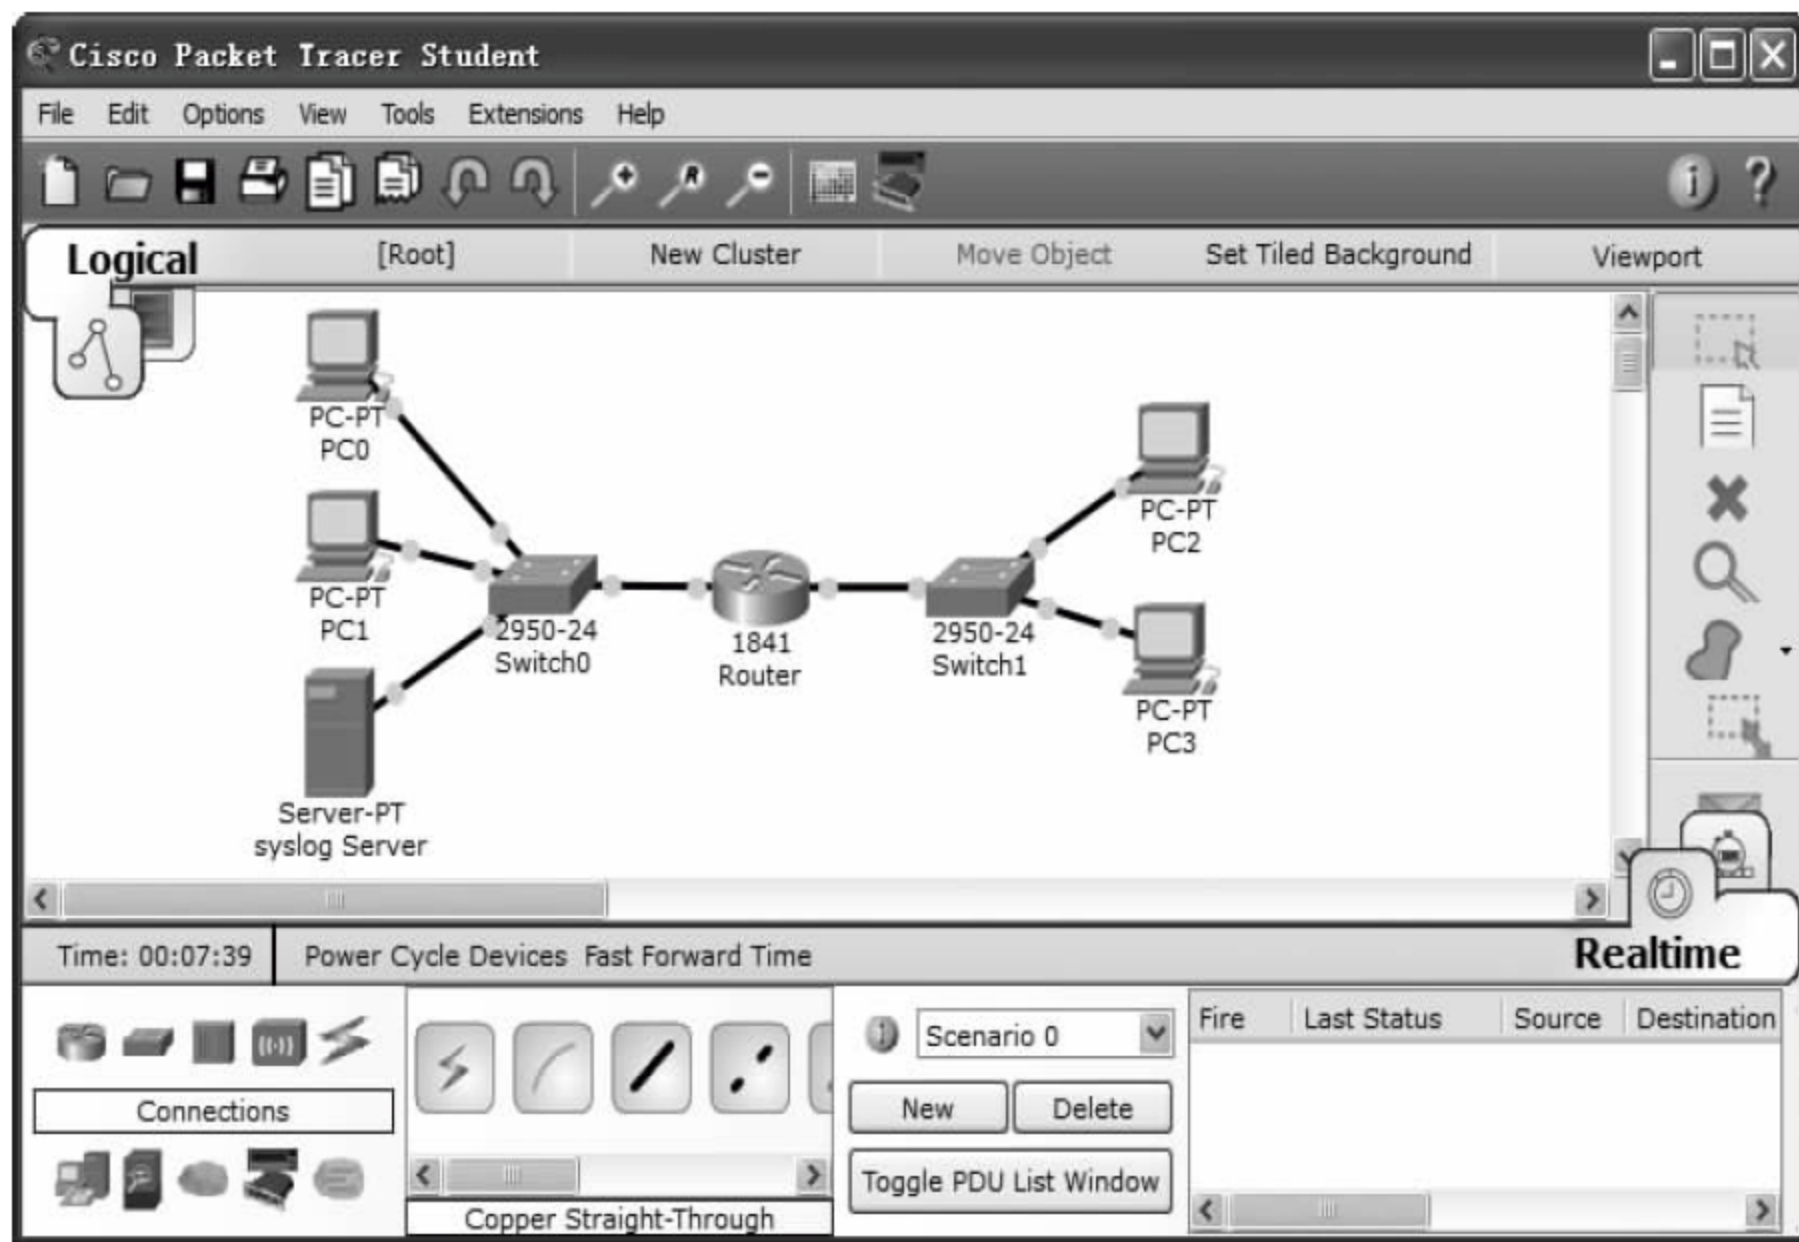 Cisco Packet Tracer Student
File Edit Options View Tools Extensions Help
Logical [Root] New Cluster Move Object Set Tiled Background Viewport
PC-PT
PC0
PC-PT
PC1
2950-24
Switch0
1841
Router
2950-24
Switch1
PC-PT
PC2
PC-PT
PC3
Server-PT
syslog Server
Time: 00:07:39 Power Cycle Devices Fast Forward Time Realtime
Connections
Copper Straight-Through
Scenario 0
New Delete
Toggle PDU List Window
Fire Last Status Source Destination